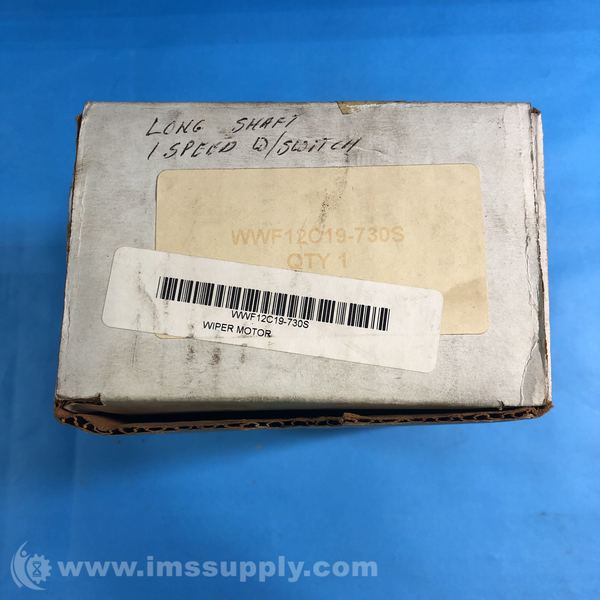 LONG SHAFT
1 SPEED W/SWITCH
WWF12C19-730S
QTY 1
WWF12C19-730S
WIPER MOTOR
www.imssupply.com